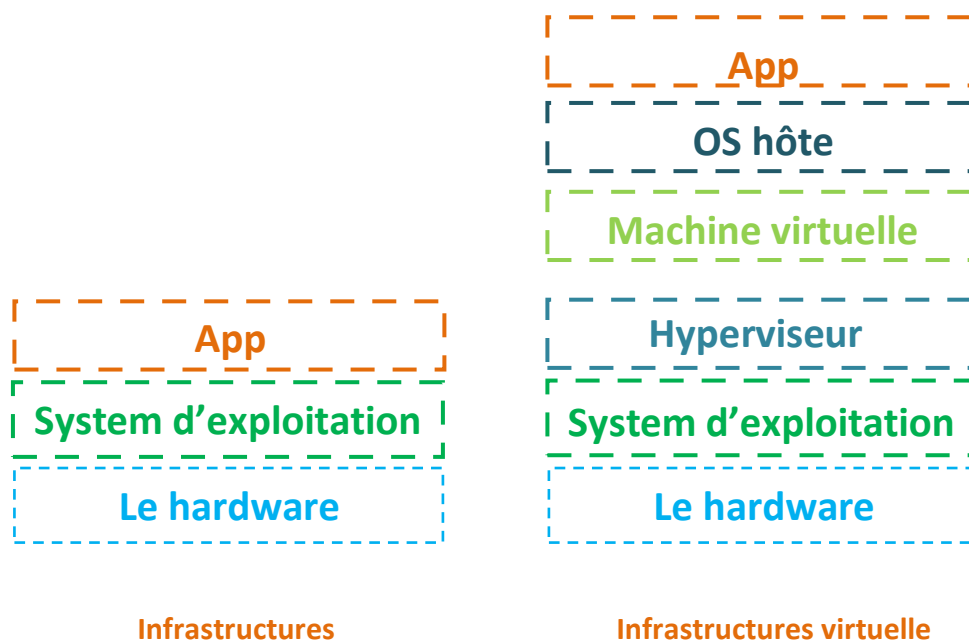 App
OS hôte
Machine virtuelle
App
Hyperviseur
System d’exploitation
System d’exploitation
Le hardware
Le hardware
Infrastructures
Infrastructures virtuelle